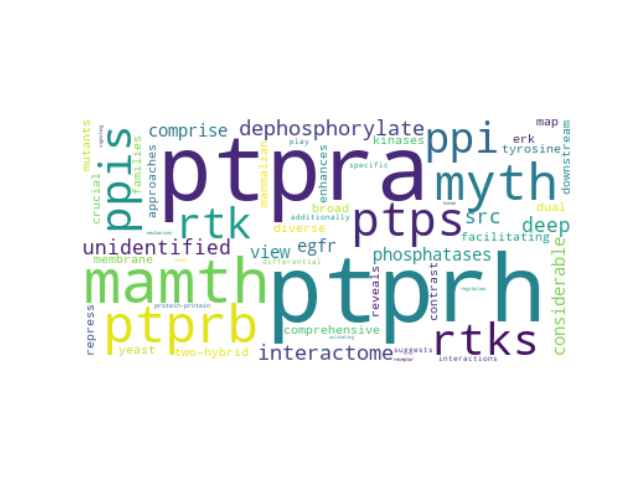 mutants
signaling
ppis
families
approaches
comprise
dephosphorylate
play
kinases
ppi
map
erk
tyrosine
downstream
crucial
ptpra
mammalian
enhances
specific
myth
human
rtk
broad
additionally
diverse
ptps
src
dual
deep
facilitating
mechanisms
unidentified
view
egfr
phosphatases
membrane
differential
mamth
ptprh
reveals
contrast
regulation
considerable
protein-protein
repress
ptprb
comprehensive
activating
rtks
yeast
two-hybrid
interactome
suggests
receptor
interactions